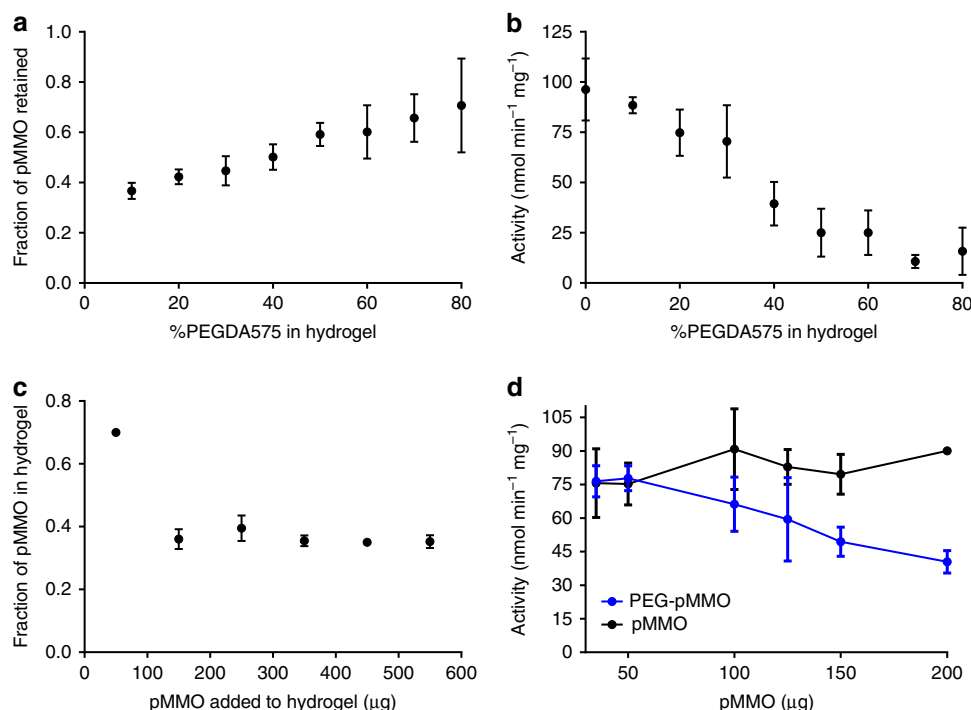 a
Fraction of pMMO retained
1.0
0.8
0.6
0.4
0.2
0.0
0 20 40 60 80
%PEGDA575 in hydrogel
b
Activity (nmol min⁻¹ mg⁻¹)
125
100
75
50
25
0
0 20 40 60 80
%PEGDA575 in hydrogel
c
Fraction of pMMO in hydrogel
0.8
0.6
0.4
0.2
0.0
100 200 300 400 500 600
pMMO added to hydrogel (µg)
d
Activity (nmol min⁻¹ mg⁻¹)
105
90
75
60
45
30
15
0
50 100 150 200
pMMO (µg)
PEG-pMMO
pMMO